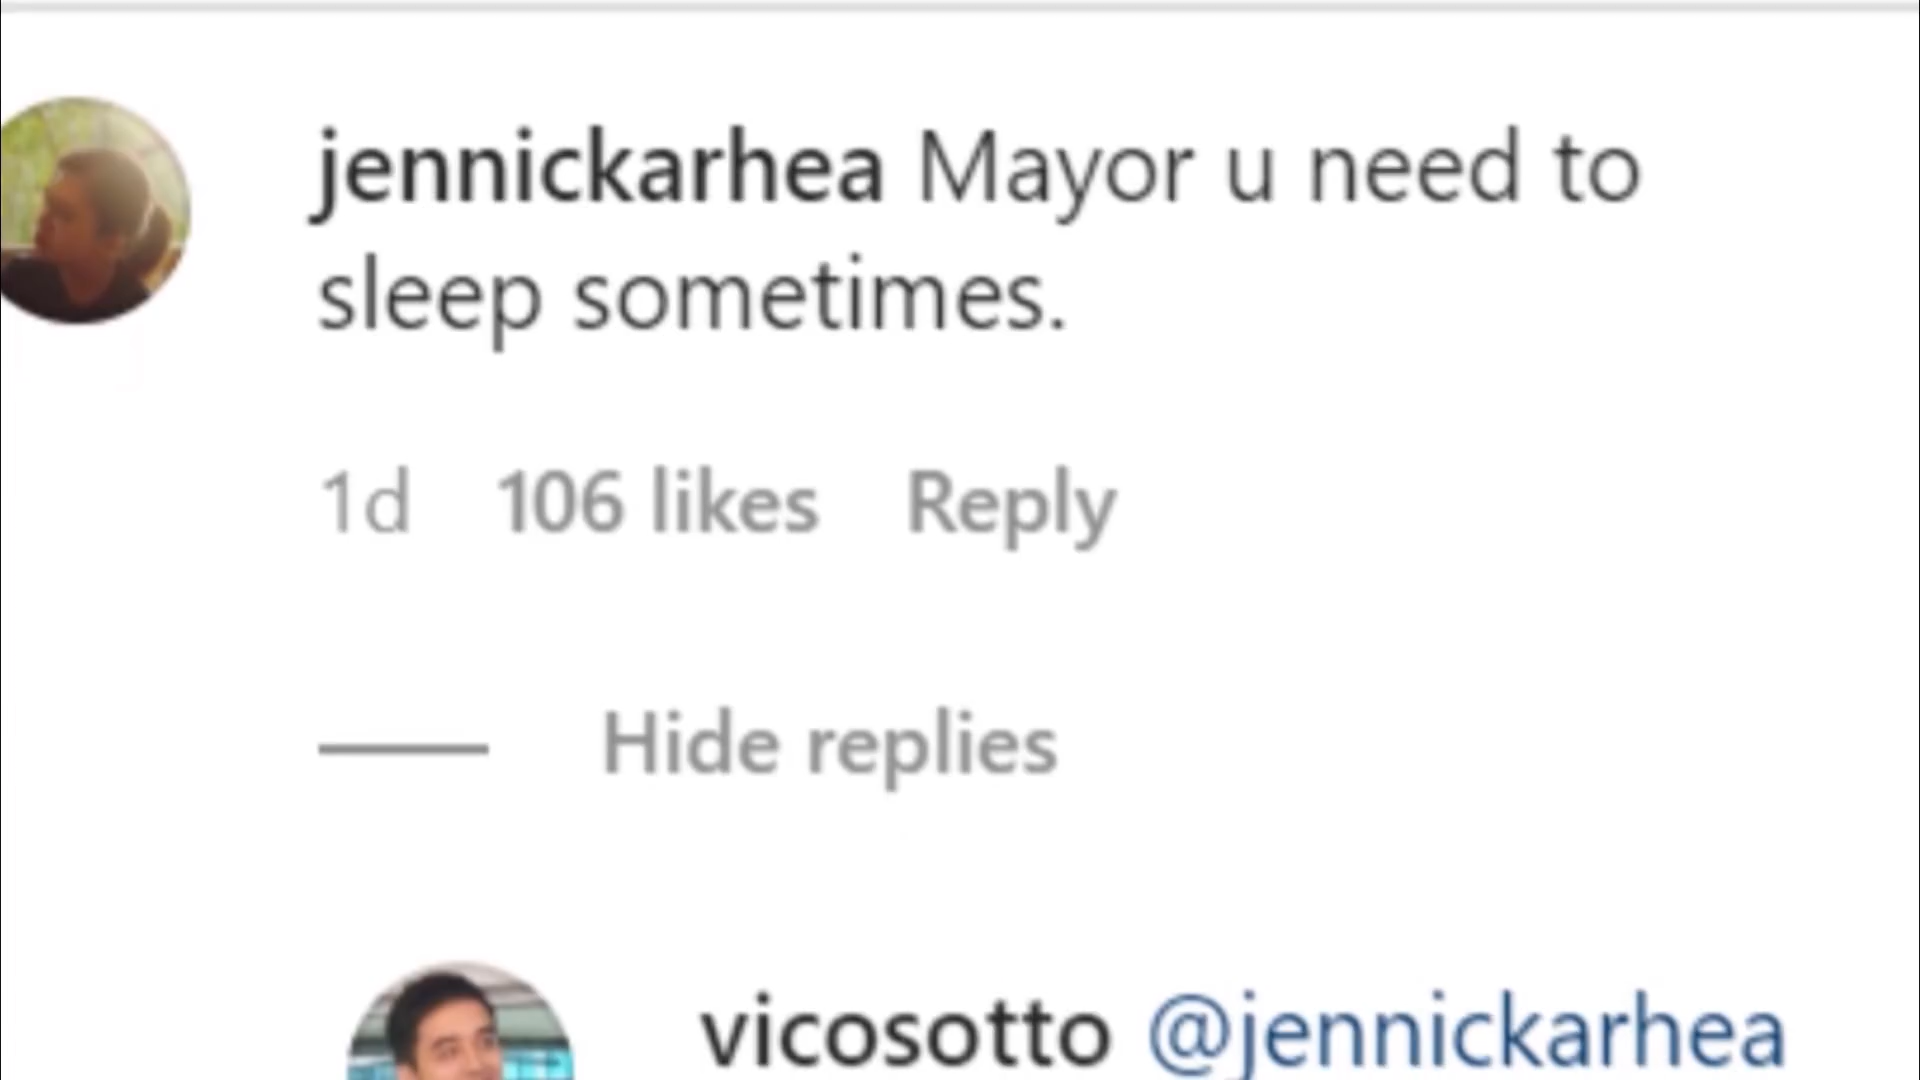 jennickarhea Mayor u need to
sleep sometimes.
1d 106 likes Reply
Hide replies
vicosotto @jennickarhea